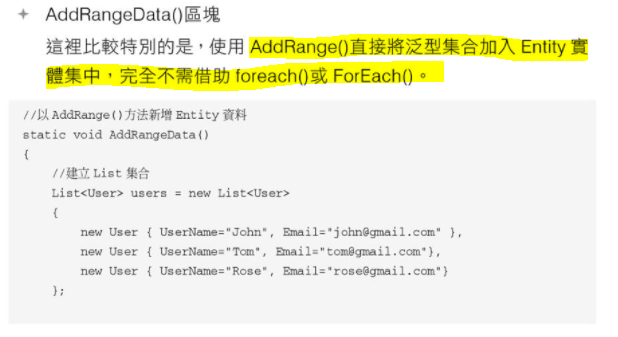 ✦ AddRangeData()區塊
這裡比較特別的是，使用 AddRange()直接將泛型集合加入 Entity 實
體集中，完全不需借助 foreach()或 ForEach()。
//以 AddRange()方法新增 Entity 資料
static void AddRangeData()
{
    //建立 List 集合
    List<User> users = new List<User>
    {
        new User { UserName="John", Email="john@gmail.com" },
        new User { UserName="Tom", Email="tom@gmail.com"},
        new User { UserName="Rose", Email="rose@gmail.com"}
    };